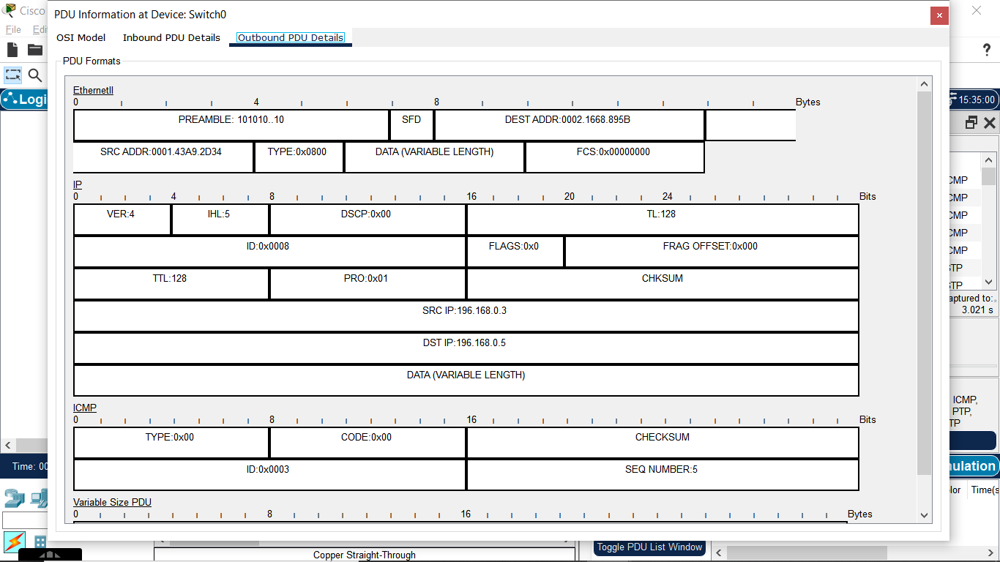 Cisco
PDU Information at Device: Switch0
File Edi
OSI Model Inbound PDU Details Outbound PDU Details
PDU Formats
EthernetII
0 4 8 Bytes
PREAMBLE: 101010..10 SFD DEST ADDR:0002.1668.895B
SRC ADDR:0001.43A9.2D34 TYPE:0x0800 DATA (VARIABLE LENGTH) FCS:0x00000000
IP
0 4 8 16 20 24 Bits
VER:4 IHL:5 DSCP:0x00 TL:128
ID:0x0008 FLAGS:0x0 FRAG OFFSET:0x000
TTL:128 PRO:0x01 CHKSUM
SRC IP:196.168.0.3
DST IP:196.168.0.5
DATA (VARIABLE LENGTH)
ICMP
0 8 16 Bits
TYPE:0x00 CODE:0x00 CHECKSUM
ID:0x0003 SEQ NUMBER:5
Variable Size PDU
0 8 16 Bytes
?
Logi
15:35:00
CMP
CMP
CMP
CMP
CMP
STP
STP
aptured to:
3.021 s
ICMP,
PTP,
TP
Time: 00
mulation
lor Time(s
Copper Straight-Through
Toggle PDU List Window